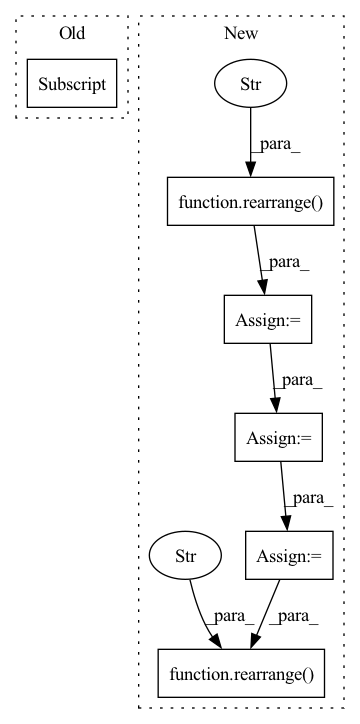 Old
New
Subscript
Str
_para_
function.rearrange()
_para_
Assign:=
_para_
Assign:=
_para_
Str
Assign:=
_para_
_para_
function.rearrange()